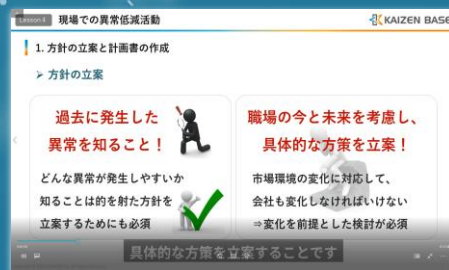 Lesson 4 現場での異常低減活動
KAIZEN BASE
1. 方針の立案と計画書の作成
➢ 方針の立案
過去に発生した
異常を知ること！
どんな異常が発生しやすいか
知ることは的を射た方針を
立案するためにも必須
職場の今と未来を考慮し、
具体的な方策を立案！
市場環境の変化に対応して、
会社も変化しなければいけない
⇒変化を前提とした検討が必須
具体的な方策を立案することです